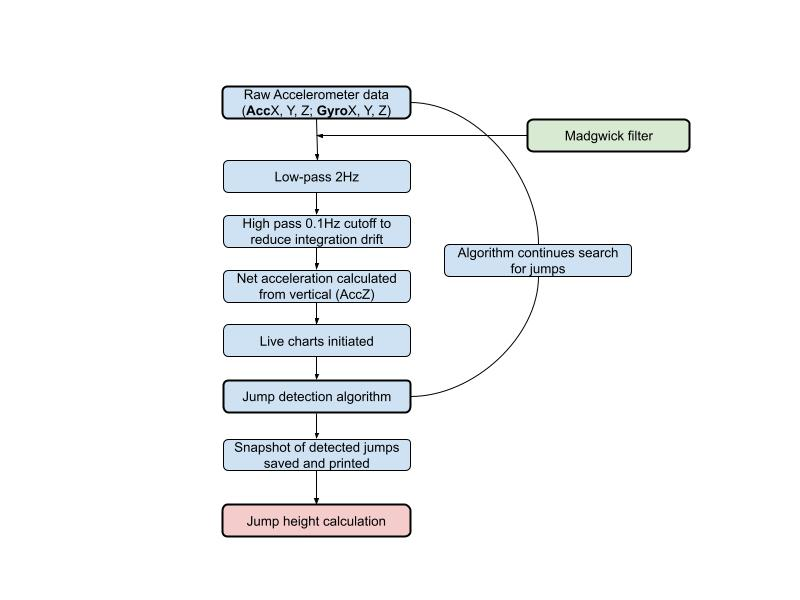 Raw Accelerometer data
(AccX, Y, Z; GyroX, Y, Z)
Madgwick filter
Low-pass 2Hz
High pass 0.1Hz cutoff to
reduce integration drift
Algorithm continues search
for jumps
Net acceleration calculated
from vertical (AccZ)
Live charts initiated
Jump detection algorithm
Snapshot of detected jumps
saved and printed
Jump height calculation